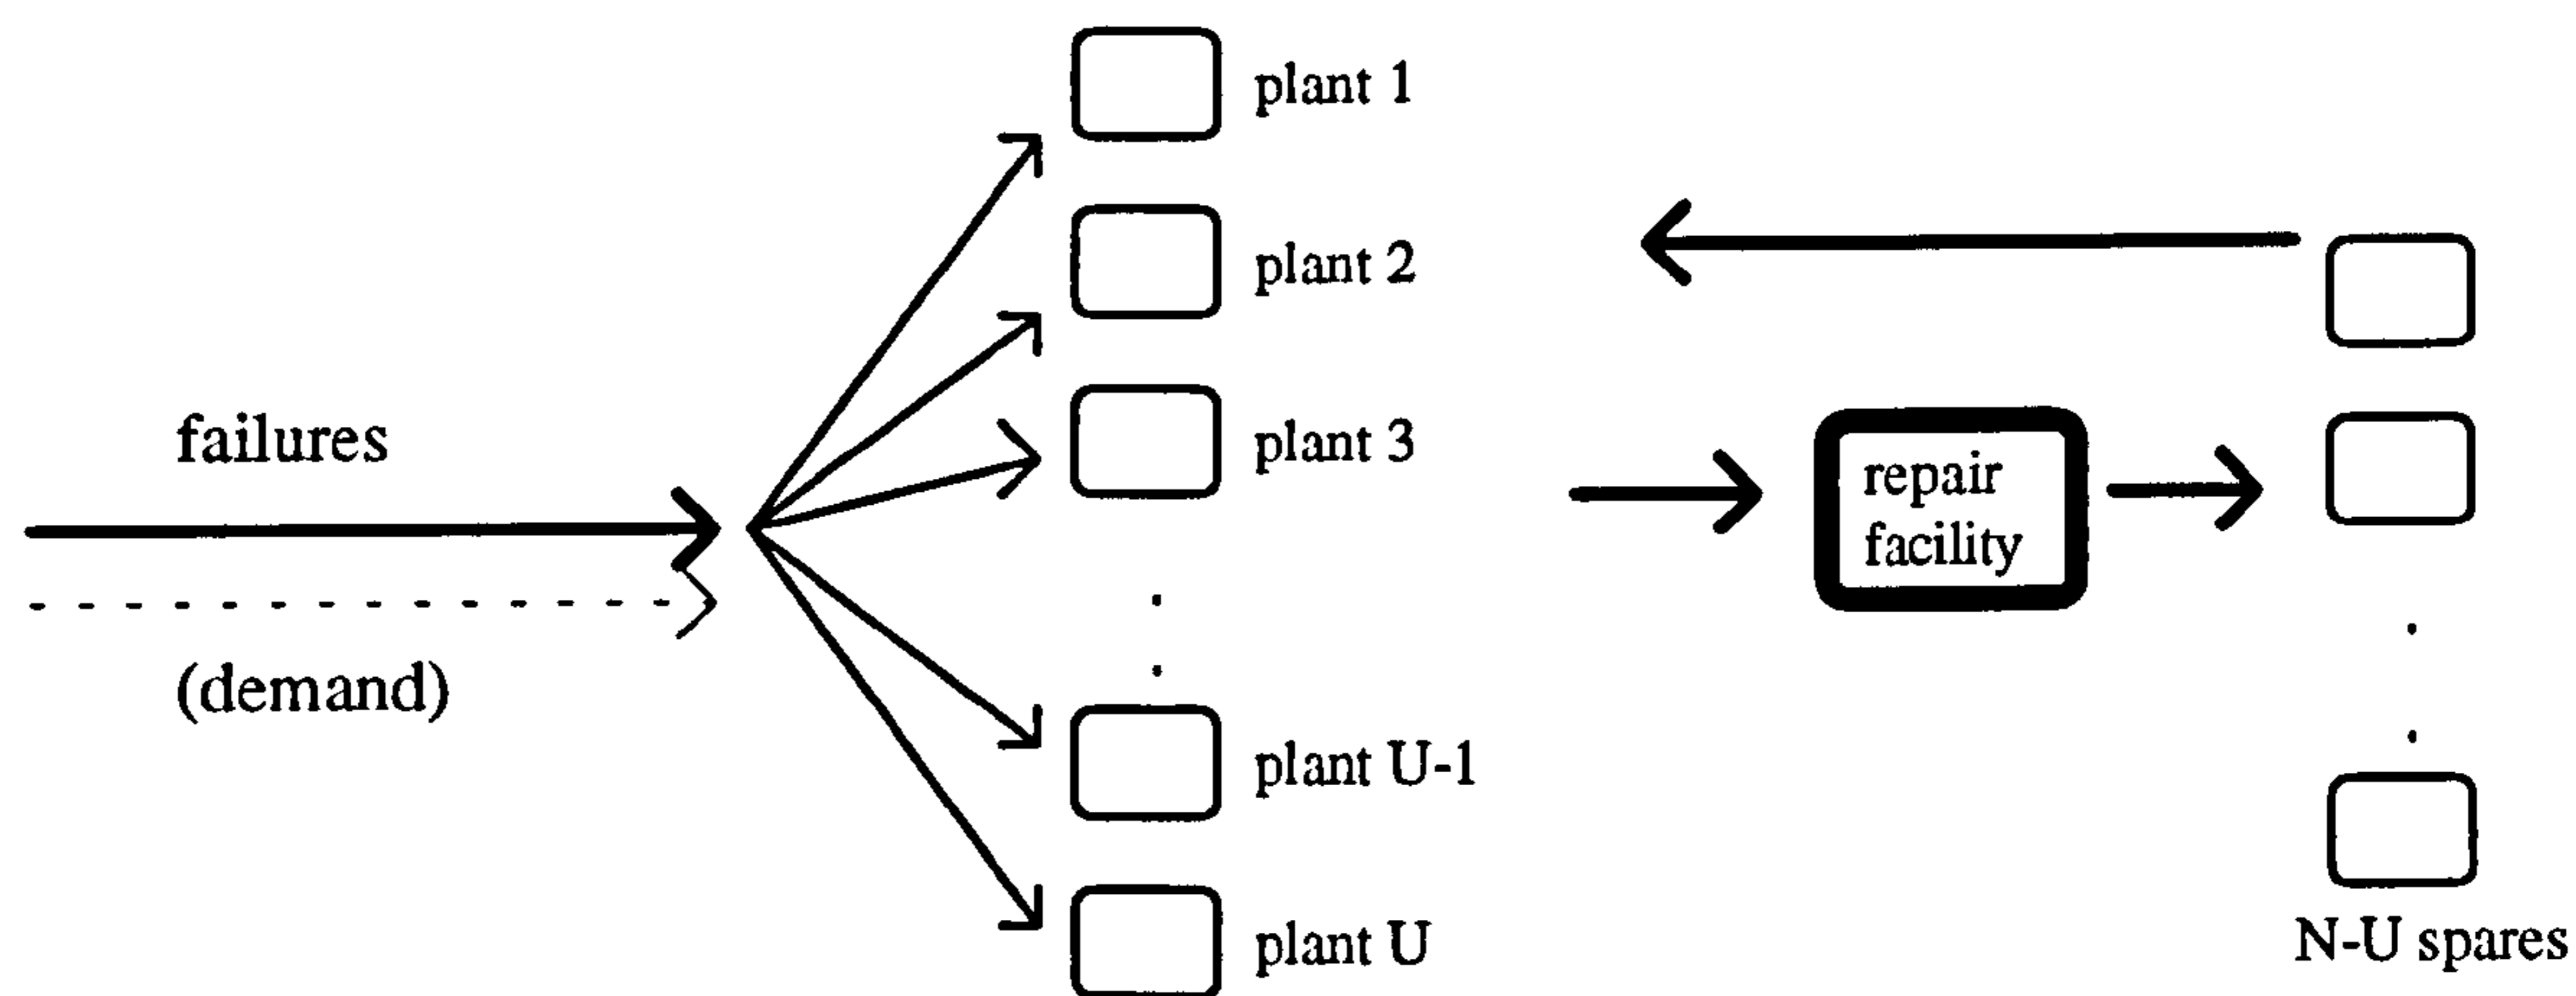 plant 1
plant 2
failures
plant 3
repair
facility
(demand)
plant U-1
plant U
N-U spares